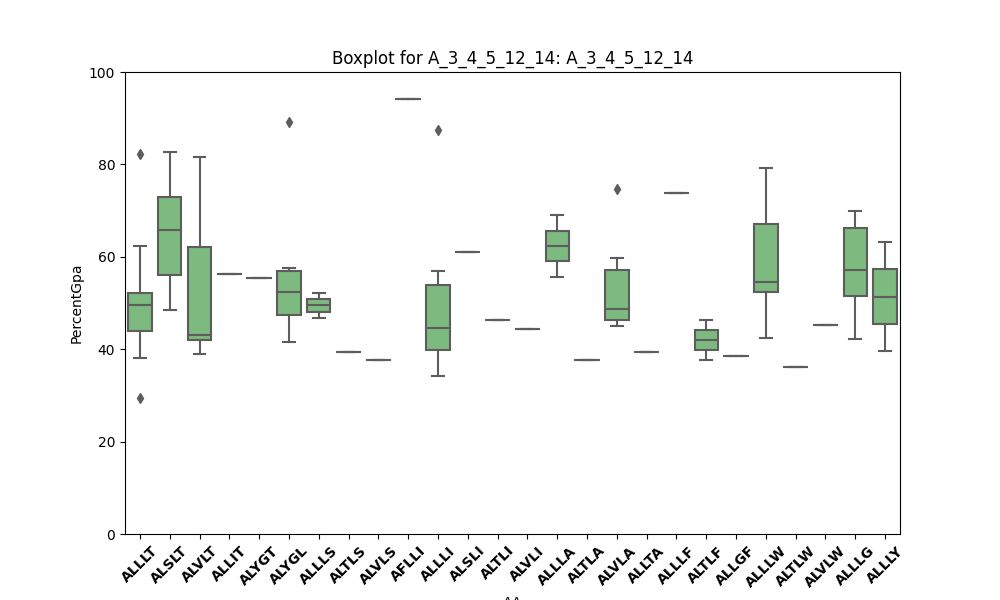 Boxplot for A_3_4_5_12_14: A_3_4_5_12_14
PercentGpa
100
80
60
40
20
0
ALLLT
ALSLT
ALVLT
ALLIT
ALYGT
ALYGL
ALLLS
ALTLS
ALVLS
AFLLI
ALLLI
ALSLI
ALTLI
ALVLI
ALLLA
ALTLA
ALVLA
ALLTA
ALLLF
ALTLF
ALLGF
ALLLW
ALTLW
ALVLW
ALLLG
ALLLY